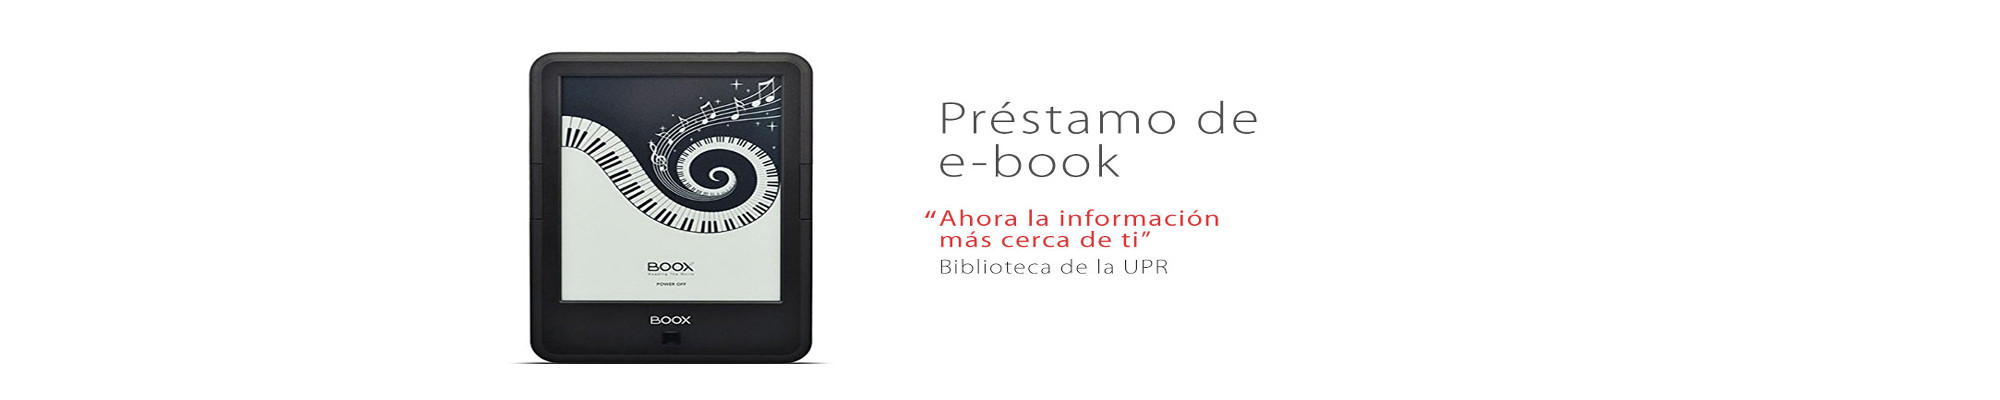 BOOX
Reading The World
POWER OFF
BOOX
Préstamo de
e-book
“Ahora la información
más cerca de ti”
Biblioteca de la UPR